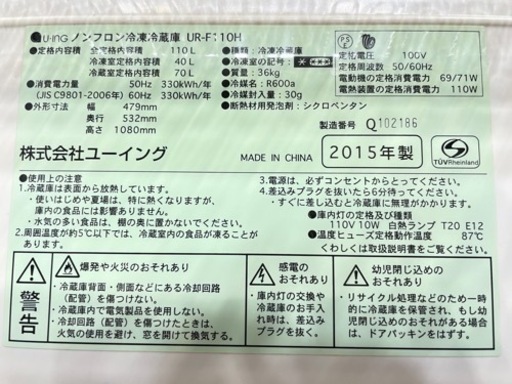 U-ING ノンフロン冷凍冷蔵庫 UR-F110H
●定格内容積 全定格内容積 110L
定格内容積 冷凍室 40L
定格内容積 冷蔵室 70L
●消費電力量 50Hz 330kWh/年
(JIS C9801-2006年) 60Hz 330kWh/年
●外形寸法 幅 479mm
奥行 532mm
高さ 1080mm
●種類：冷凍冷蔵庫
●冷凍室の記号：
●質量：36kg
●冷媒：R600a
●冷媒封入量：30g
●断熱材用発泡剤：シクロペンタン
PS
E
定格電圧 100V
定格周波数 50/60Hz
電動機の定格消費電力 69/71W
電熱装置の定格消費電力 110W
製造番号 Q102186
株式会社ユーイング
MADE IN CHINA
2015年製
TÜVRheinland
●使用上の注意
1.冷蔵庫は表面から放熱しています。
・使いはじめや夏場は、特に熱くなりますが、
庫内の食品には影響はありません。
・水気の多い食品は、棚の奥に置かないでください。
2.周囲温度が約5℃以下では、冷蔵室内の食品が凍ることが
あります。
3.電源は、必ずコンセントからとってください。
4.差込みプラグを抜いたら6分待ってください。
・すぐに差し込むと冷蔵庫が故障します。
●庫内灯の定格及び種類
110V 10W 白熱ランプ T20 E12
●温度ヒューズ定格動作温度 87℃
くわしくは取扱説明書をご覧ください。
警告
爆発や火災のおそれあり
・冷蔵庫背面・側面などにある冷却回路
（配管）を傷つけない。
・冷蔵庫内で電気製品を使用しない。
・冷却回路（配管）を傷つけたときは、
火気の使用を避け、窓を開けて換気する。
感電の
おそれあり
・庫内灯の交換や
冷蔵庫のお手入
れ時は、差込み
プラグを抜く。
幼児閉じ込めの
おそれあり
・リサイクル処理などのため一時
的に冷蔵庫を保管され、もし幼
児閉じ込めのおそれがある場合
は、ドアパッキンをはずす。